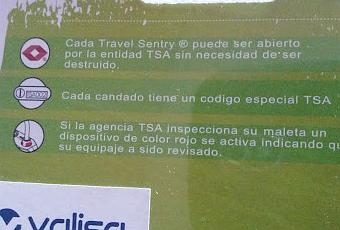 Cada Travel Sentry ® puede ser abierto
por la entidad TSA sin necesidad de ser
destruido.
Cada candado tiene un codigo especial TSA
Si la agencia TSA inspecciona su maleta un
dispositivo de color rojo se activa indicando qu
su equipaje a sido revisado.
valisa